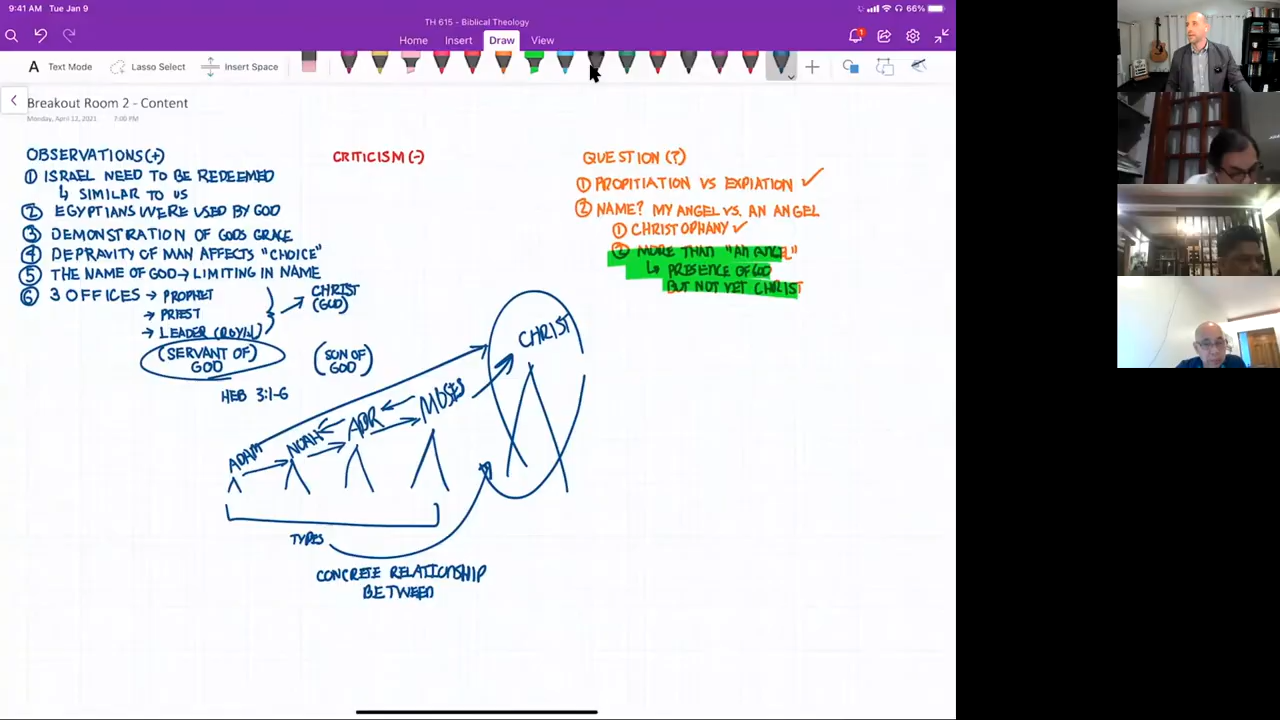 9:41 AM Tue Jan 9
66%
TH 615 - Biblical Theology
Home Insert Draw View
1
A Text Mode Lasso Select Insert Space
Breakout Room 2 - Content
Monday, April 12, 2021 7:00 PM
OBSERVATIONS (+)
① ISRAEL NEED TO BE REDEEMED
↳ SIMILAR TO US
② EGYPTIANS WERE USED BY GOD
③ DEMONSTRATION OF GODS GRACE
④ DEPRAVITY OF MAN AFFECTS "CHOICE"
⑤ THE NAME OF GOD → LIMITING IN NAME
⑥ 3 OFFICES → PROPHET
→ PRIEST
→ LEADER (ROYAL)
CHRIST
(GOD)
(SERVANT OF)
GOD
(SON OF
GOD)
HEB 3:1-6
ADAM
NOAH
ABR
MOSES
CHRIST
TYPES
CONCRETE RELATIONSHIP
BETWEEN
CRITICISM (-)
QUESTION (?)
① PROPITIATION VS EXPIATION ✓
② NAME? MY ANGEL VS. AN ANGEL
① CHRISTOPHANY ✓
② MORE THAN "AN ANGEL"
↳ PRESENCE OF GOD
BUT NOT YET CHRIST